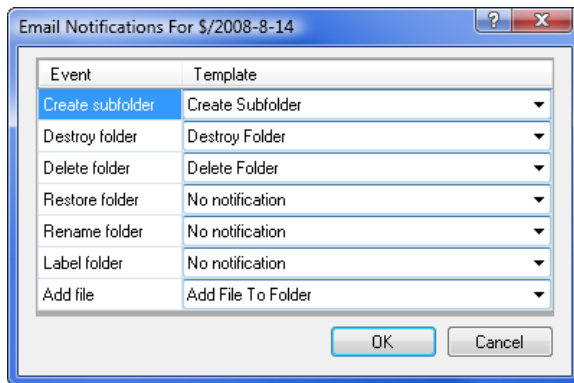 Email Notifications For $/2008-8-14
?
X
Event Template
Create subfolder Create Subfolder
Destroy folder Destroy Folder
Delete folder Delete Folder
Restore folder No notification
Rename folder No notification
Label folder No notification
Add file Add File To Folder
OK Cancel